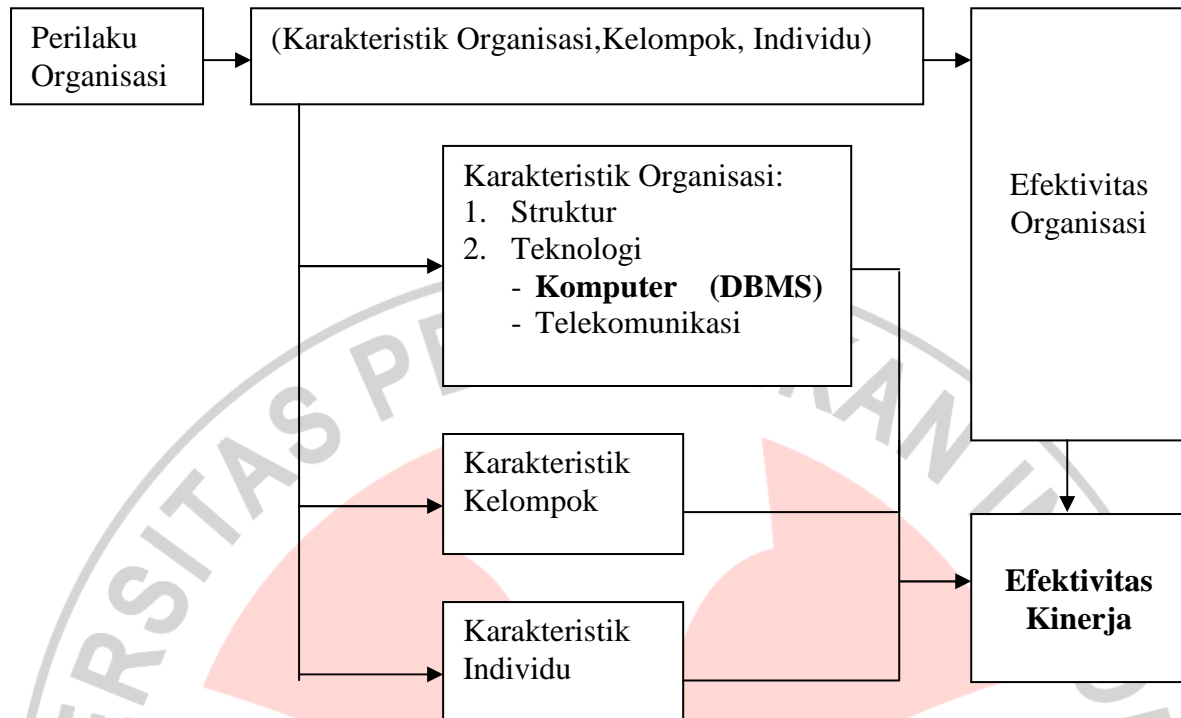 Perilaku
Organisasi
(Karakteristik Organisasi,Kelompok, Individu)
Efektivitas
Organisasi
Karakteristik Organisasi:
1. Struktur
2. Teknologi
- Komputer (DBMS)
- Telekomunikasi
Karakteristik
Kelompok
Karakteristik
Individu
Efektivitas
Kinerja